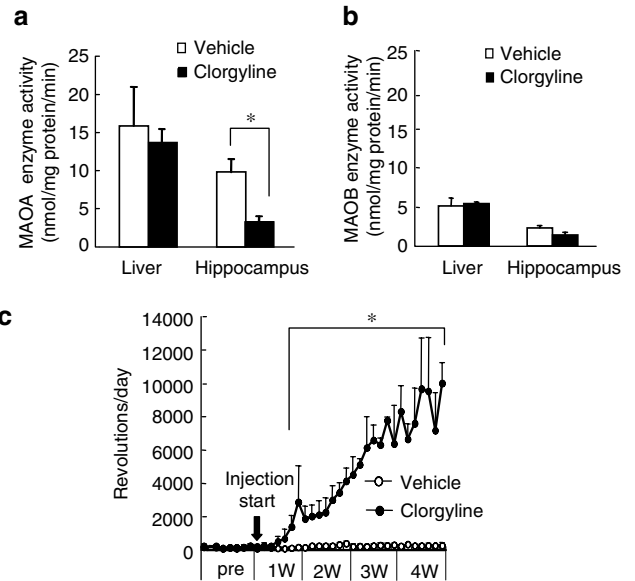 a
Vehicle
Clorgyline
MAOA enzyme activity
(nmol/mg protein/min)
25
20
15
10
5
0
*
Liver
Hippocampus
b
Vehicle
Clorgyline
MAOB enzyme activity
(nmol/mg protein/min)
25
20
15
10
5
0
Liver
Hippocampus
c
Revolutions/day
14000
12000
10000
8000
6000
4000
2000
0
*
Injection
start
Vehicle
Clorgyline
pre
1W
2W
3W
4W